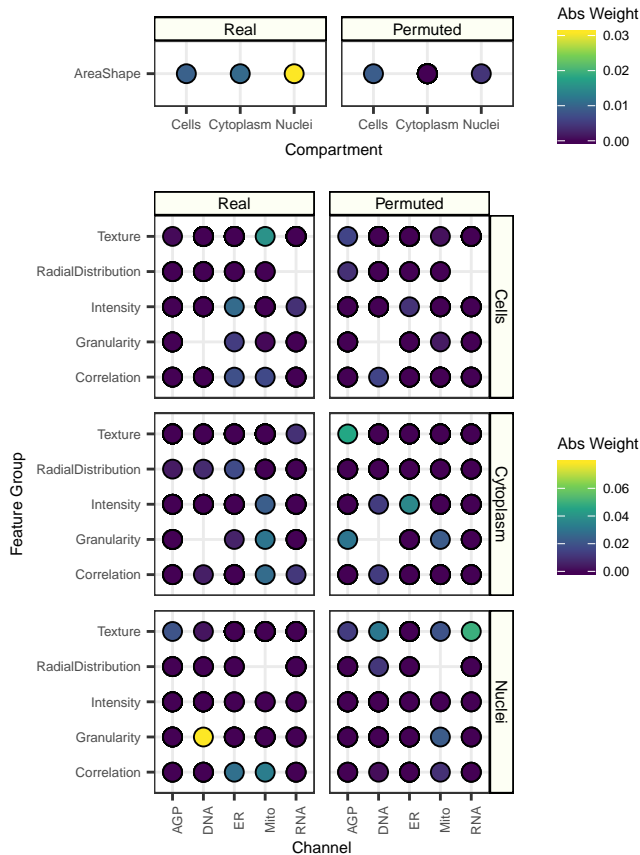 Real Permuted
AreaShape
Cells Cytoplasm Nuclei Cells Cytoplasm Nuclei
Compartment
Abs Weight
0.03
0.02
0.01
0.00
Real Permuted
Texture
RadialDistribution
Intensity
Granularity
Correlation
Cells
Texture
RadialDistribution
Intensity
Granularity
Correlation
Cytoplasm
Texture
RadialDistribution
Intensity
Granularity
Correlation
Nuclei
Feature Group
AGP DNA ER Mito RNA AGP DNA ER Mito RNA
Channel
Abs Weight
0.06
0.04
0.02
0.00